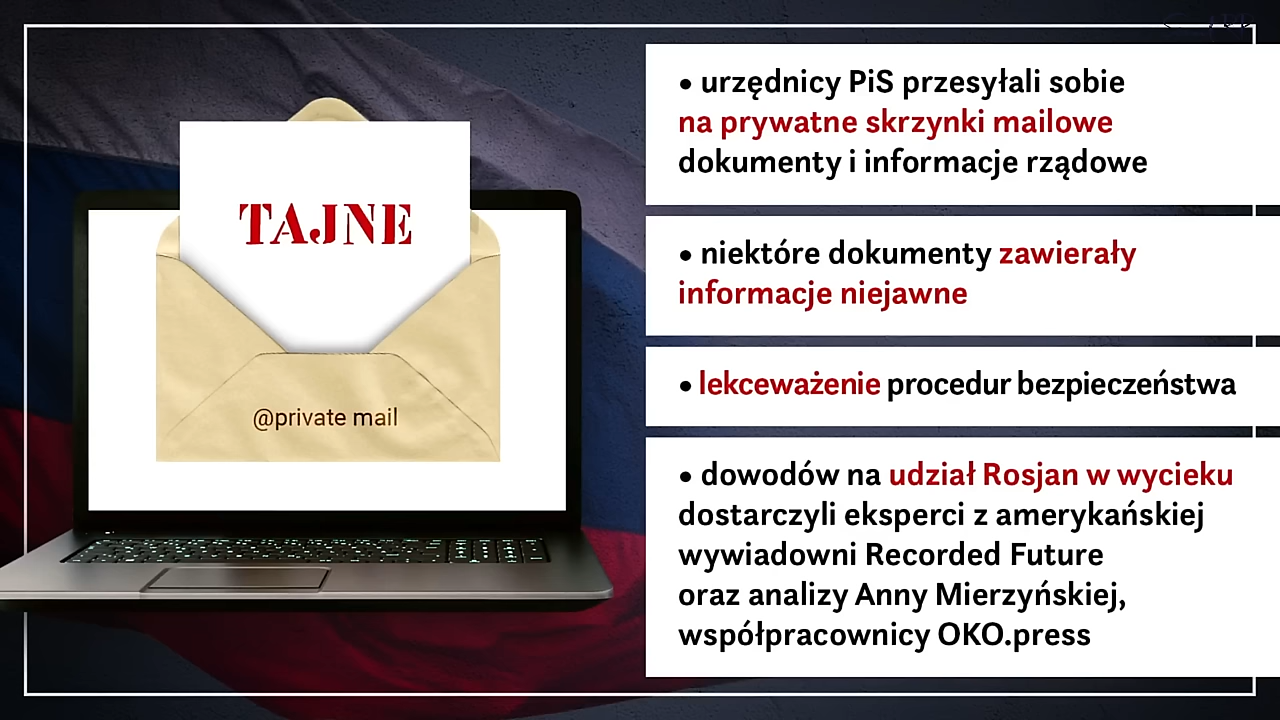 TAJNE
@private mail
• urzędnicy PiS przesyłali sobie
na prywatne skrzynki mailowe
dokumenty i informacje rządowe
• niektóre dokumenty zawierały
informacje niejawne
• lekceważenie procedur bezpieczeństwa
• dowodów na udział Rosjan w wycieku
dostarczyli eksperci z amerykańskiej
wywiadowni Recorded Future
oraz analizy Anny Mierzyńskiej,
współpracownicy OKO.press